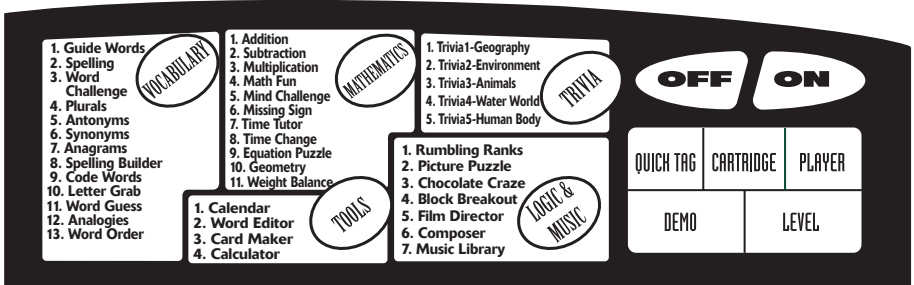 1. Guide Words
2. Spelling
3. Word
Challenge
4. Plurals
5. Antonyms
6. Synonyms
7. Anagrams
8. Spelling Builder
9. Code Words
10. Letter Grab
11. Word Guess
12. Analogies
13. Word Order
VOCABULARY
1. Addition
2. Subtraction
3. Multiplication
4. Math Fun
5. Mind Challenge
6. Missing Sign
7. Time Tutor
8. Time Change
9. Equation Puzzle
10. Geometry
11. Weight Balance
MATHEMATICS
1. Trivia1-Geography
2. Trivia2-Environment
3. Trivia3-Animals
4. Trivia4-Water World
5. Trivia5-Human Body
TRIVIA
1. Calendar
2. Word Editor
3. Card Maker
4. Calculator
TOOLS
1. Rumbling Ranks
2. Picture Puzzle
3. Chocolate Craze
4. Block Breakout
5. Film Director
6. Composer
7. Music Library
LOGIC &
MUSIC
OFF ON
QUICK TAG CARTRIDGE PLAYER
DEMO LEVEL